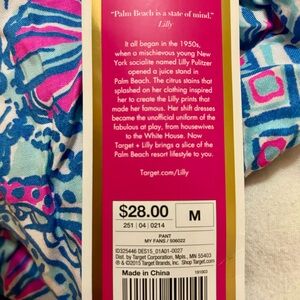 "Palm Beach is a state of mind."
Lilly
It all began in the 1950s,
when a mischievous young New
York socialite named Lilly Pulitzer
opened a juice stand in
Palm Beach. The citrus stains that
splashed on her clothing inspired
her to create the Lilly prints that
made her famous. Her shift dresses
became the unofficial uniform of the
fabulous at play, from housewives
to the White House. Now
Target + Lilly brings a slice of the
Palm Beach resort lifestyle to you.
Target.com/Lilly
$28.00
M
251 | 04 | 0214
PANT
MY FANS / 506022
ID325446 DES15_01A01-0027
Dist. by Target Corporation, Mpls., MN 55403
® & ©2015 Target Brands, Inc. Shop Target.com
Made in China
191003